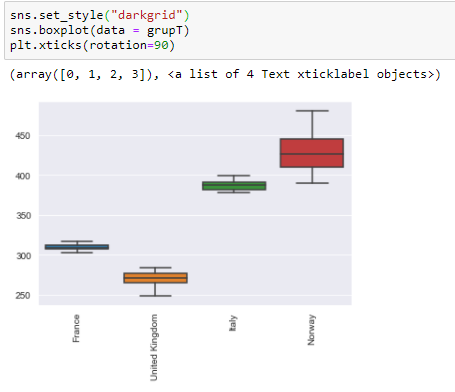 sns.set_style("darkgrid")
sns.boxplot(data = grupT)
plt.xticks(rotation=90)
(array([0, 1, 2, 3]), <a list of 4 Text xticklabel objects>)
450
400
350
300
250
France
United Kingdom
Italy
Norway